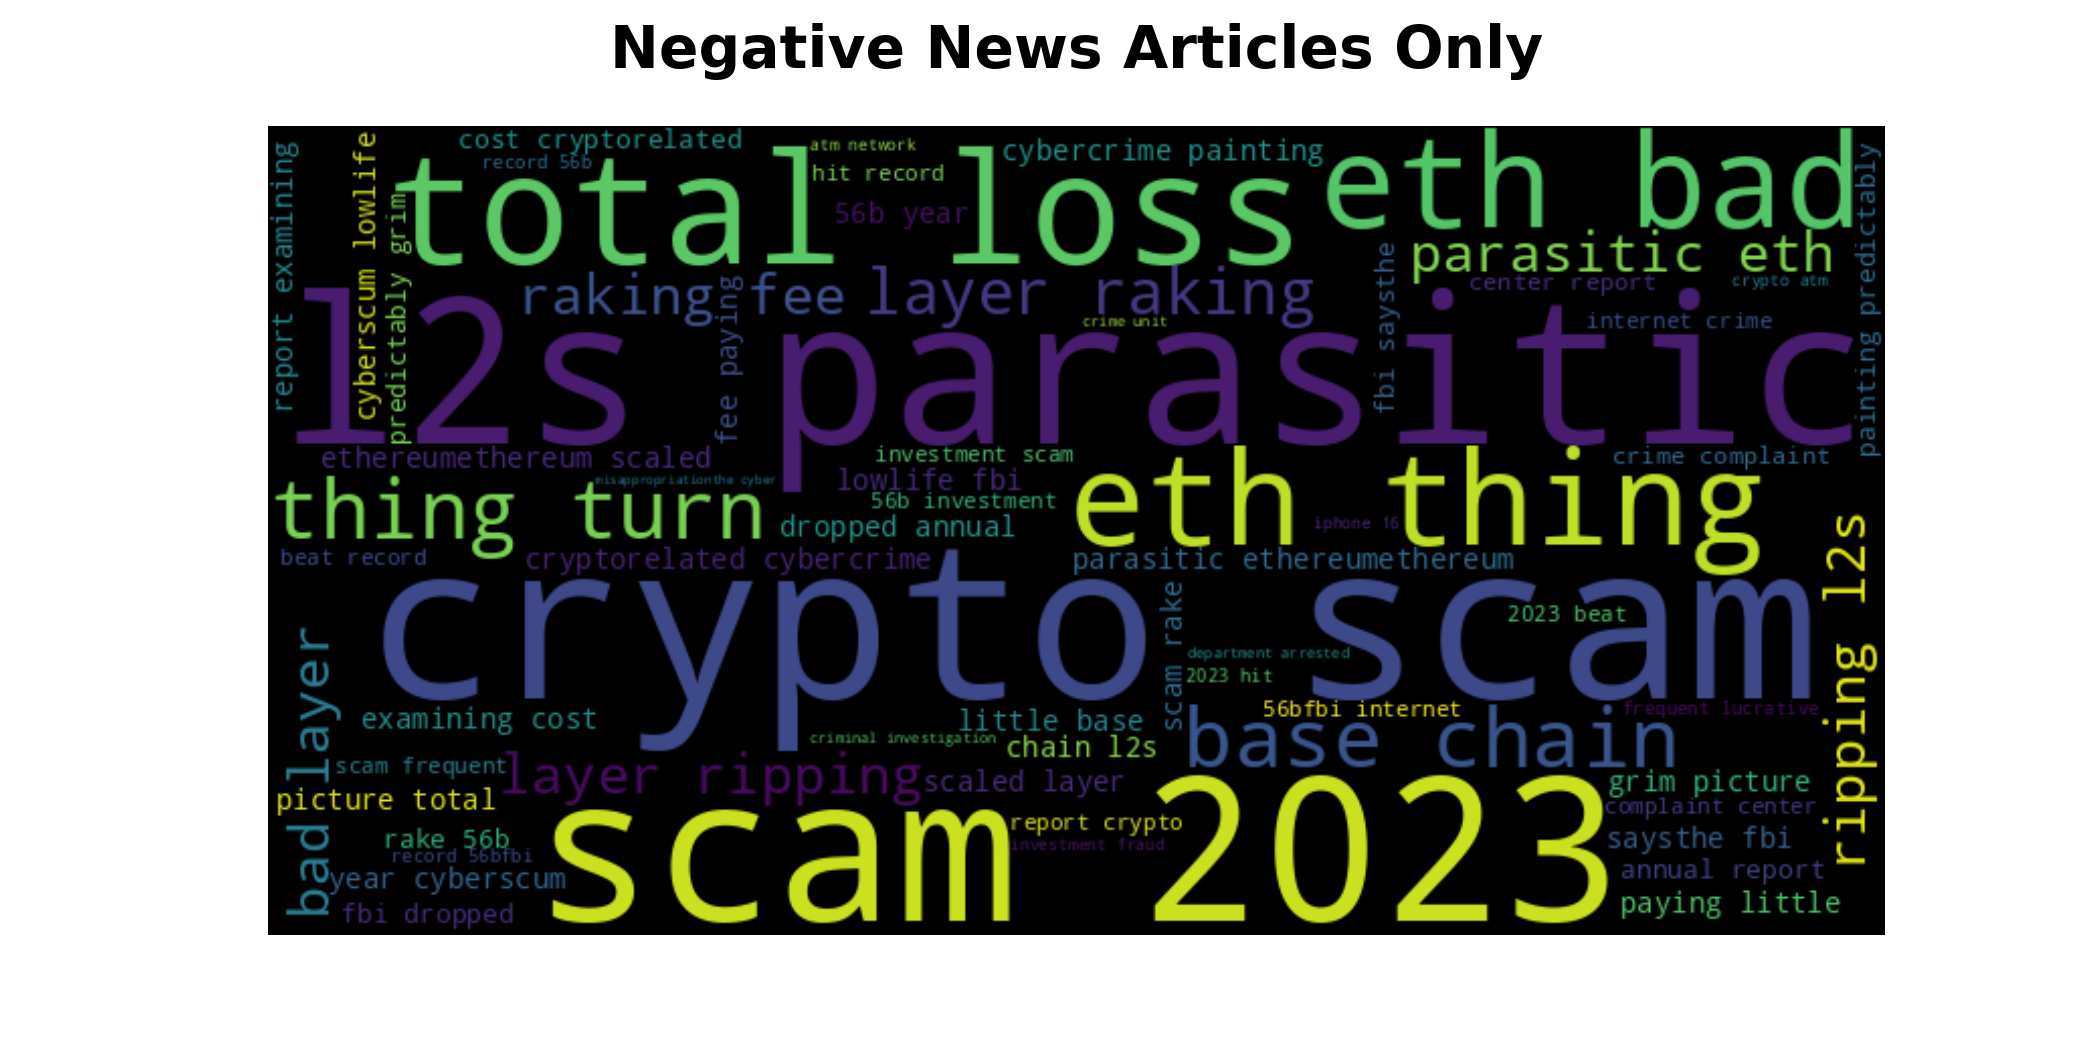 Negative News Articles Only
cost cryptorelated
record 56b
atm network
hit record
cybercrime painting
eth bad
total loss
56b year
report examining
cyberscum lowlife
predictably grim
parasitic eth
painting predictably
raking fee
layer raking
fee paying
crime unit
fbi saysthe
center report
crypto atm
internet crime
l2s parasitic
ethereumethereum scaled
investment scam
crime complaint
misappropriationthe cyber
lowlife fbi
thing turn
56b investment
eth thing
dropped annual
iphone 16
beat record
cryptorelated cybercrime
parasitic ethereumethereum
ripping l2s
crypto scam
2023 beat
scam rake
department arrested
2023 hit
bad layer
examining cost
little base
56bfbi internet
frequent lucrative
criminal investigation
chain l2s
base chain
scam frequent
layer ripping
scaled layer
grim picture
picture total
complaint center
scam 2023
report crypto
rake 56b
saysthe fbi
investment fraud
record 56bfbi
year cyberscum
annual report
fbi dropped
paying little